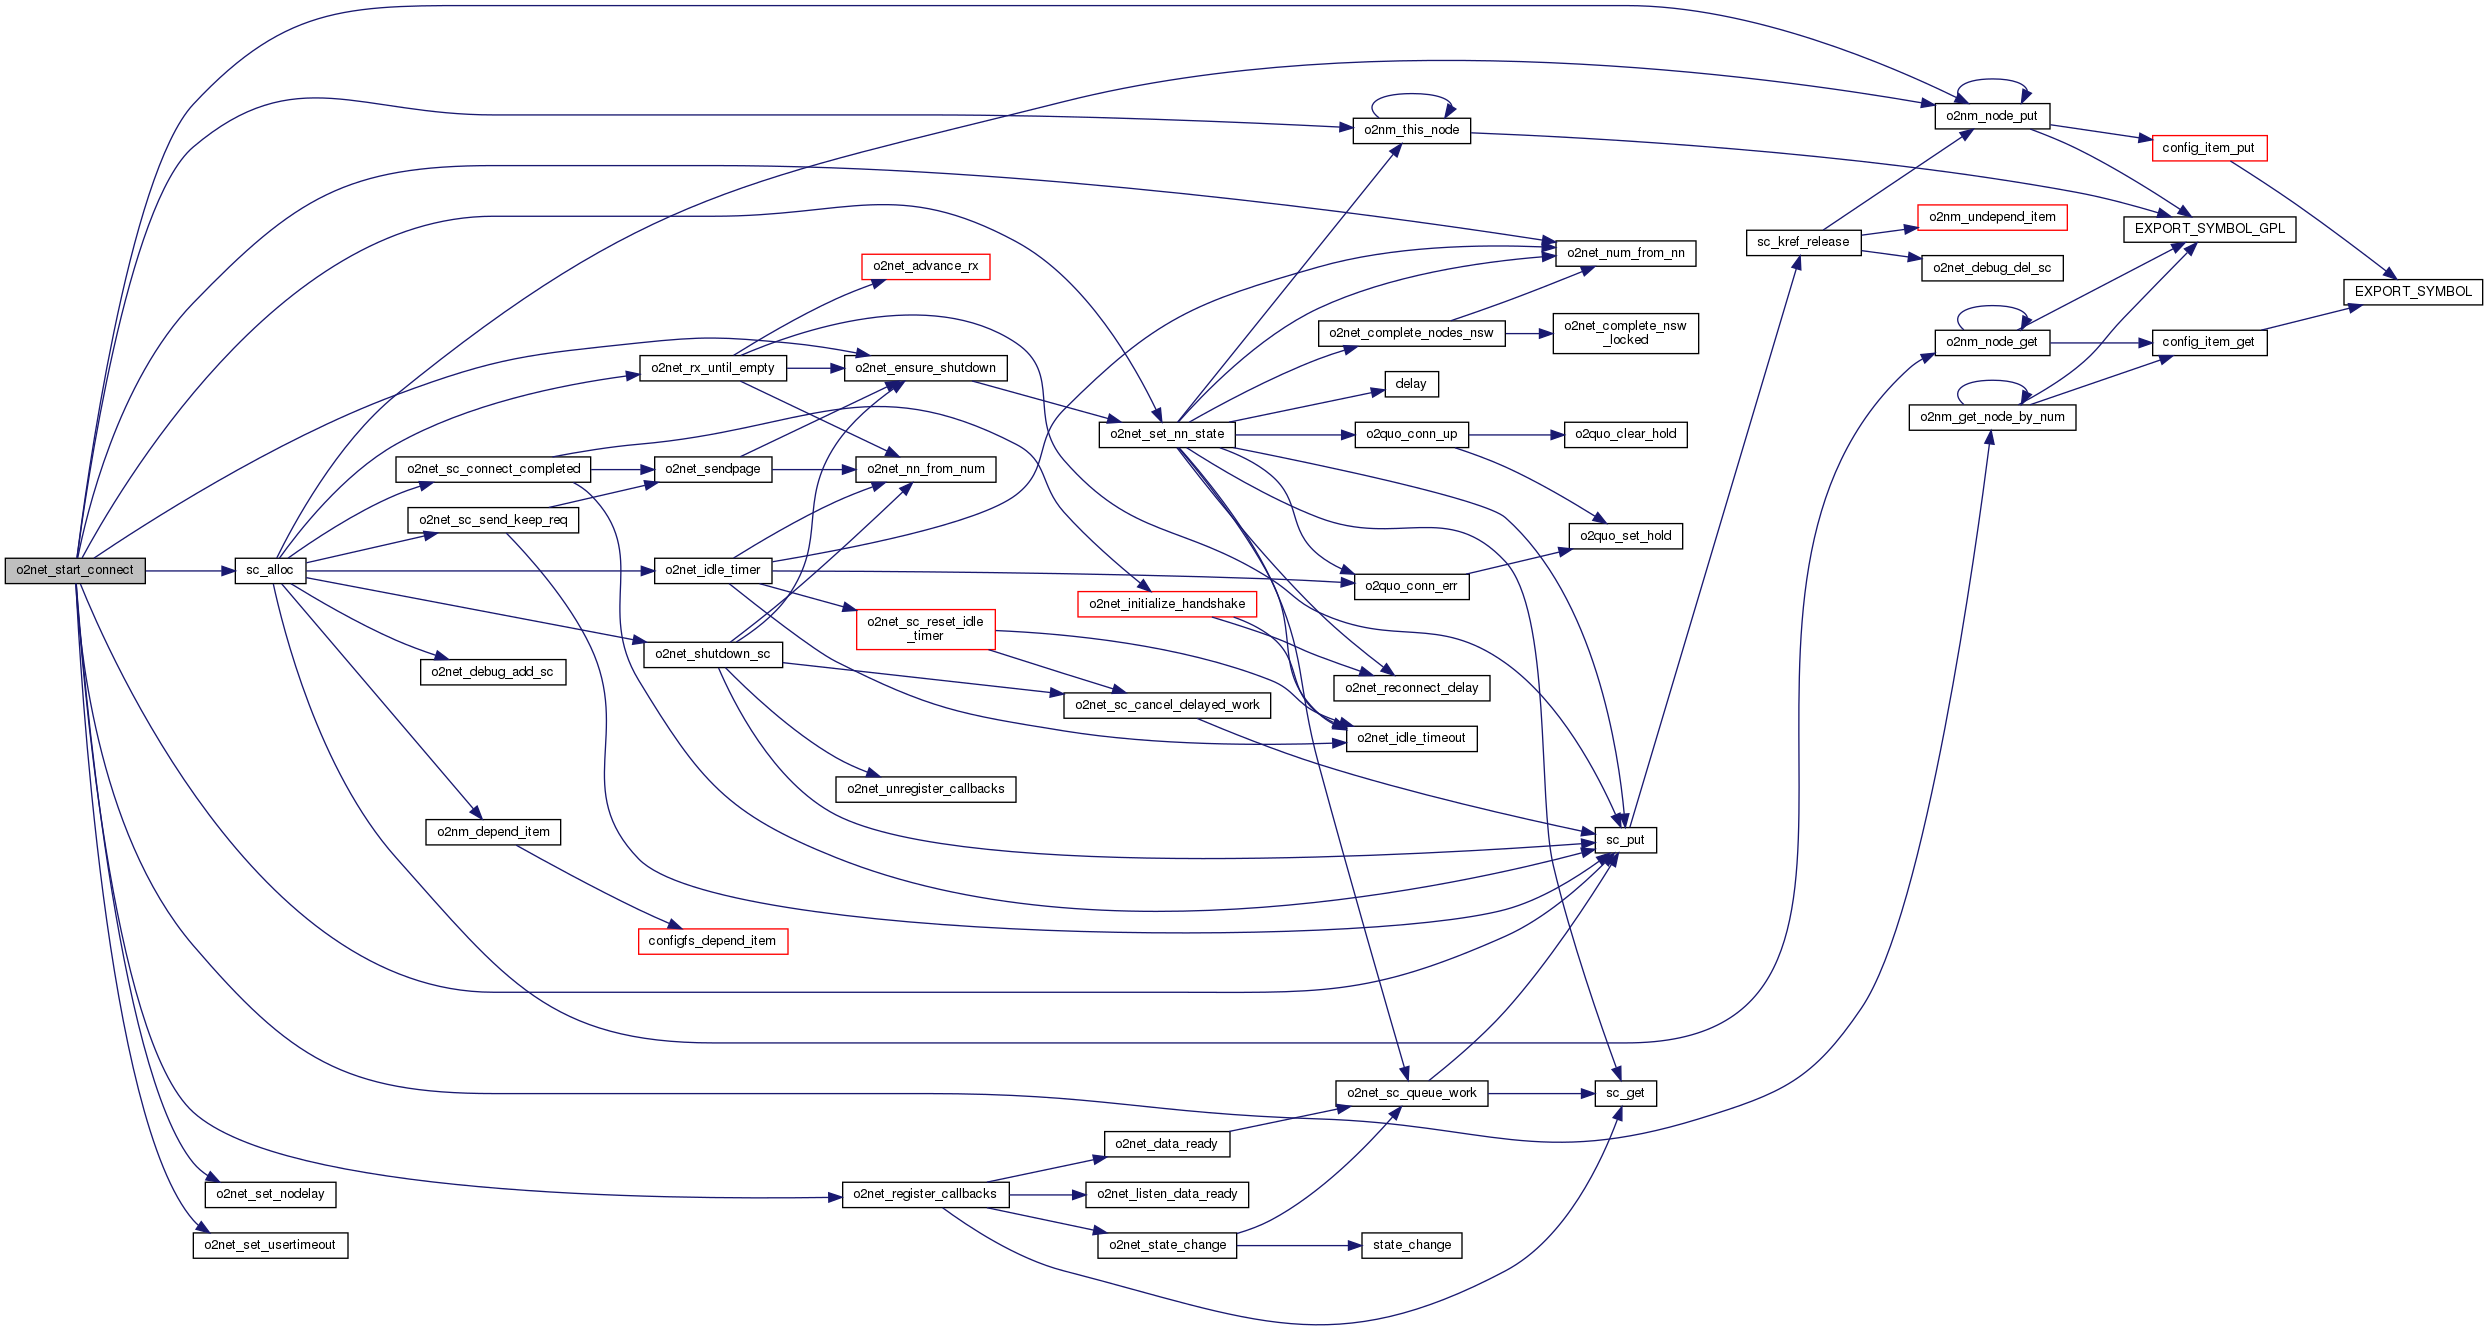 o2net_start_connect
sc_alloc
o2net_set_nodelay
o2net_set_usertimeout
o2net_sc_connect_completed
o2net_sc_send_keep_req
o2net_debug_add_sc
o2nm_depend_item
o2net_rx_until_empty
o2net_sendpage
o2net_idle_timer
o2net_shutdown_sc
configfs_depend_item
o2net_advance_rx
o2net_ensure_shutdown
o2net_nn_from_num
o2net_sc_reset_idle
_timer
o2net_unregister_callbacks
o2net_register_callbacks
o2net_set_nn_state
o2net_initialize_handshake
o2net_sc_cancel_delayed_work
o2net_data_ready
o2net_listen_data_ready
o2net_state_change
o2nm_this_node
o2net_complete_nodes_nsw
delay
o2quo_conn_up
o2quo_conn_err
o2net_reconnect_delay
o2net_idle_timeout
o2net_sc_queue_work
state_change
o2net_num_from_nn
o2net_complete_nsw
_locked
o2quo_clear_hold
o2quo_set_hold
sc_put
sc_get
sc_kref_release
o2nm_node_put
o2nm_undepend_item
o2net_debug_del_sc
o2nm_node_get
o2nm_get_node_by_num
config_item_put
EXPORT_SYMBOL_GPL
config_item_get
EXPORT_SYMBOL